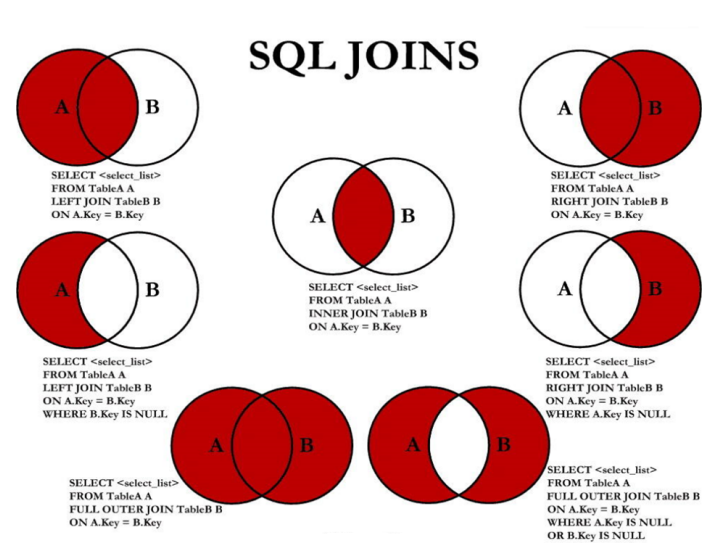 SQL JOINS
A B
SELECT <select_list>
FROM TableA A
LEFT JOIN TableB B
ON A.Key = B.Key
A B
SELECT <select_list>
FROM TableA A
RIGHT JOIN TableB B
ON A.Key = B.Key
A B
SELECT <select_list>
FROM TableA A
INNER JOIN TableB B
ON A.Key = B.Key
A B
SELECT <select_list>
FROM TableA A
LEFT JOIN TableB B
ON A.Key = B.Key
WHERE B.Key IS NULL
A B
SELECT <select_list>
FROM TableA A
RIGHT JOIN TableB B
ON A.Key = B.Key
WHERE A.Key IS NULL
A B
SELECT <select_list>
FROM TableA A
FULL OUTER JOIN TableB B
ON A.Key = B.Key
A B
SELECT <select_list>
FROM TableA A
FULL OUTER JOIN TableB B
ON A.Key = B.Key
WHERE A.Key IS NULL
OR B.Key IS NULL